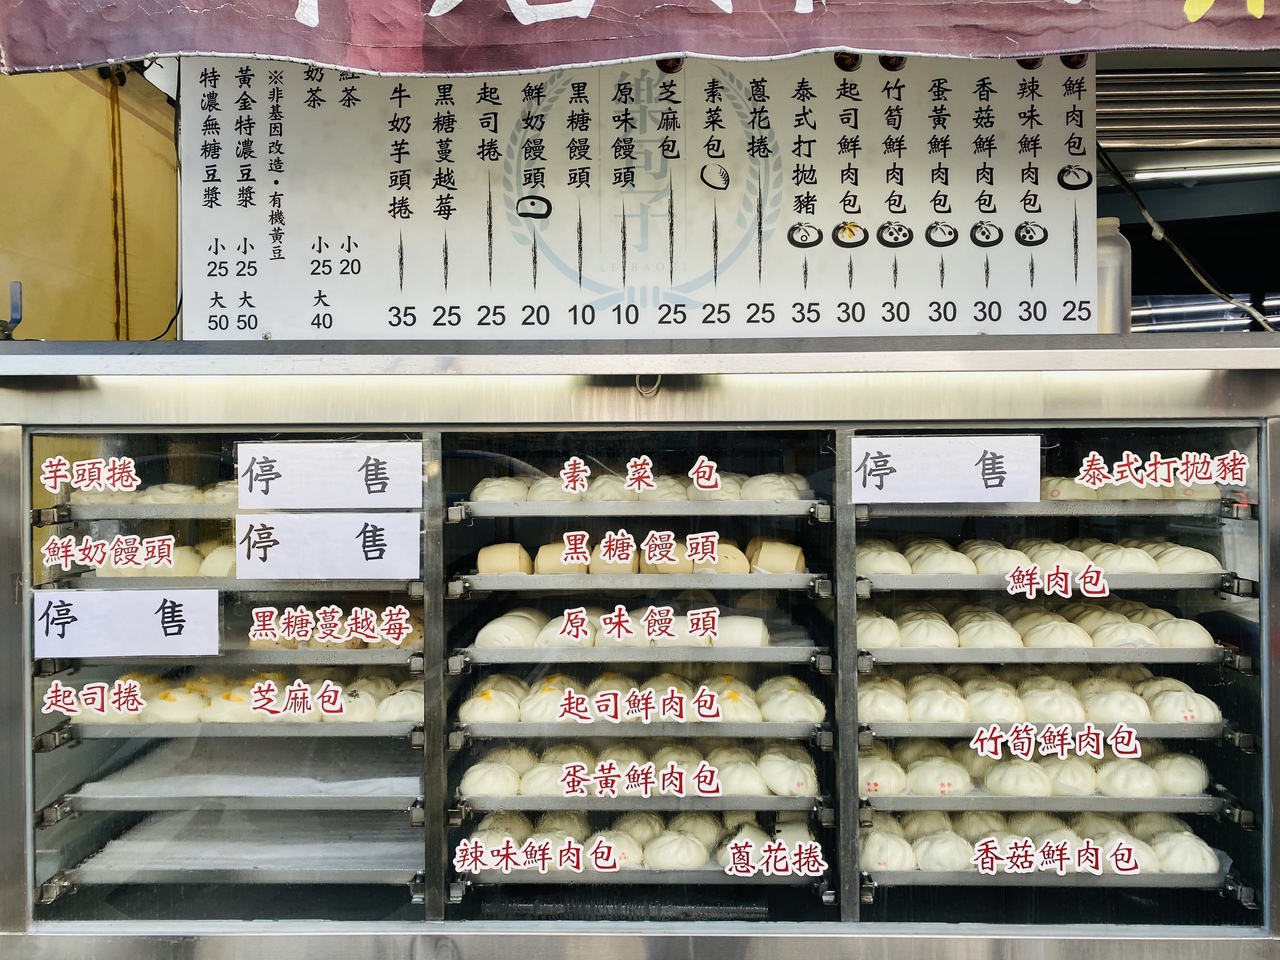 鮮肉包 25
辣味鮮肉包 30
香菇鮮肉包 30
蛋黃鮮肉包 30
竹筍鮮肉包 30
起司鮮肉包 30
泰式打拋豬 35
蔥花捲 25
素菜包 25
芝麻包 25
原味饅頭 10
黑糖饅頭 10
鮮奶饅頭 20
起司捲 25
黑糖蔓越莓 25
牛奶芋頭捲 35
紅茶 小20
奶茶 小25 大40
※非基因改造・有機黃豆
黃金特濃豆漿 小25 大50
特濃無糖豆漿 小25 大50
樂包子
LE BAOZI
芋頭捲 停售
鮮奶饅頭 停售
停售 黑糖蔓越莓
起司捲 芝麻包
素菜包
黑糖饅頭
原味饅頭
起司鮮肉包
蛋黃鮮肉包
辣味鮮肉包 蔥花捲
停售 泰式打拋豬
鮮肉包
竹筍鮮肉包
香菇鮮肉包